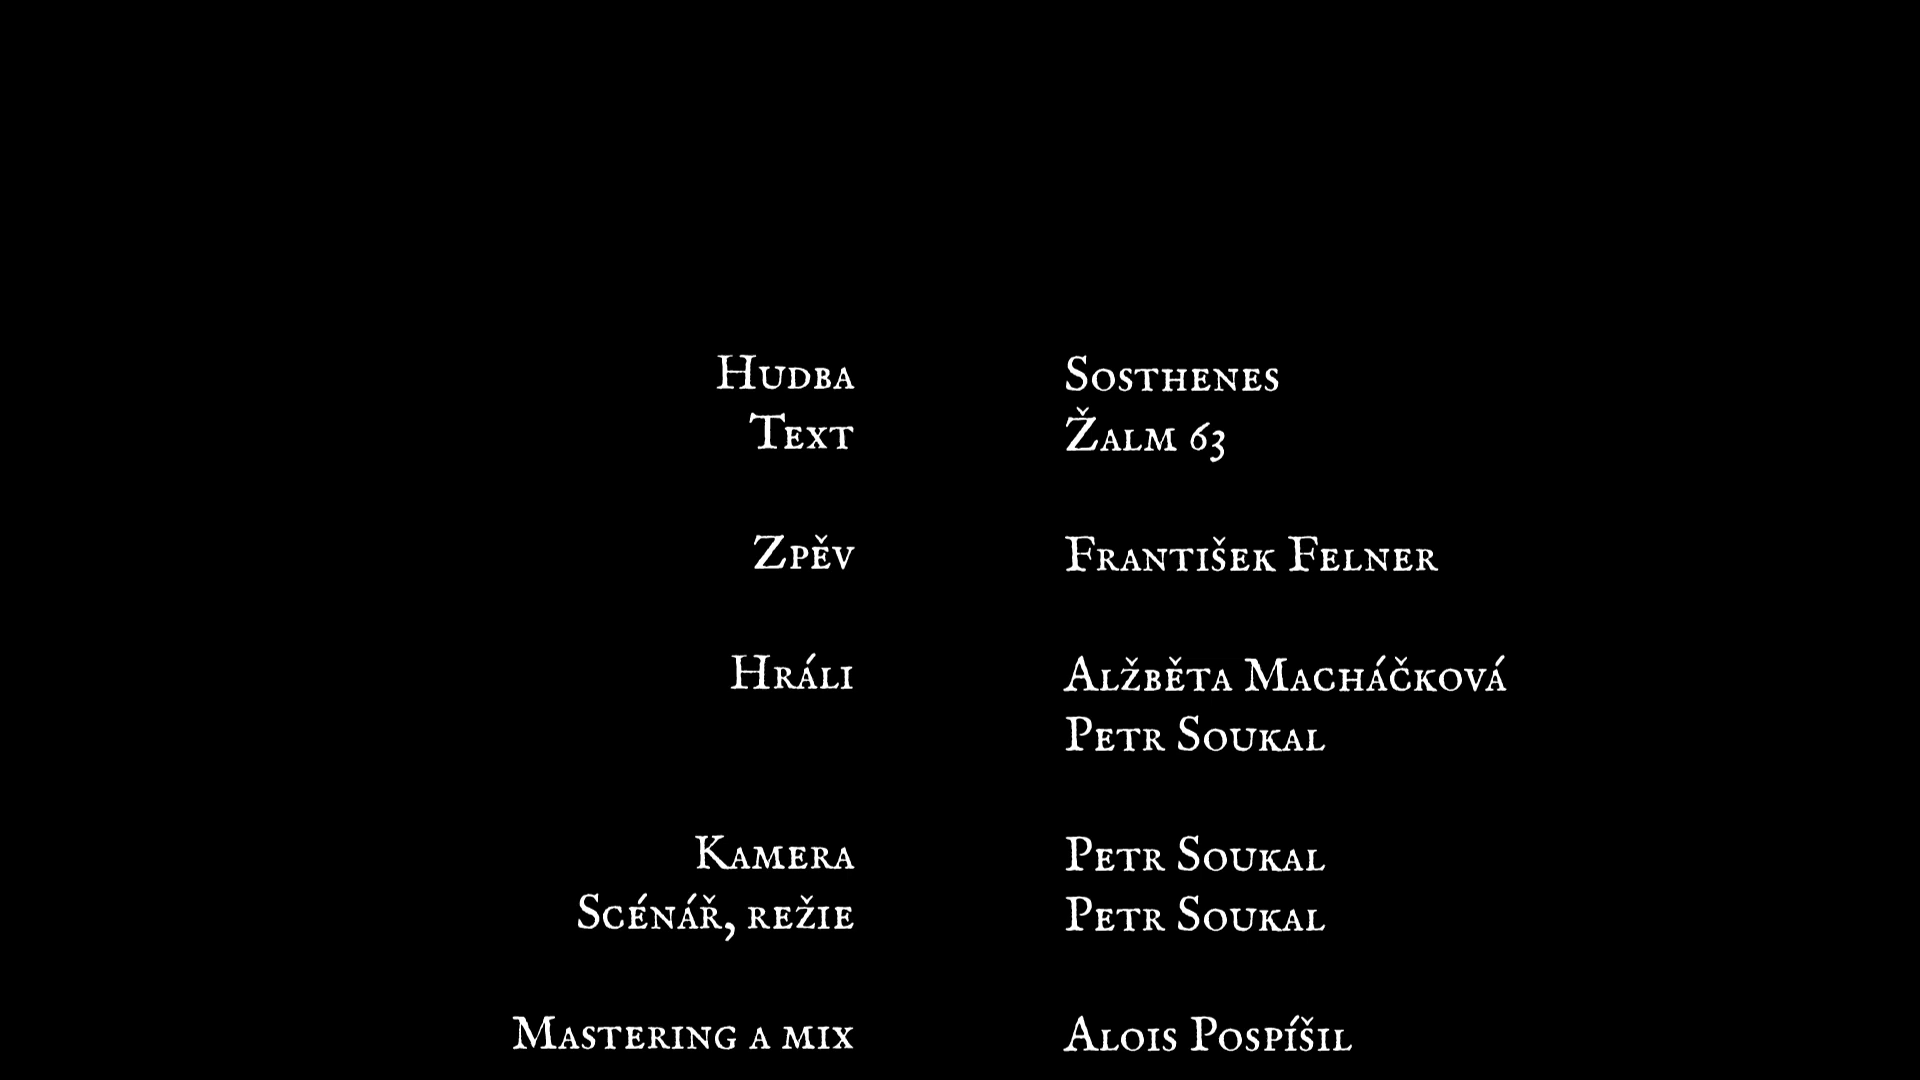 Hudba Sosthenes
Text Žalm 63
Zpěv František Felner
Hráli Alžběta Macháčková
Petr Soukal
Kamera Petr Soukal
Scénář, režie Petr Soukal
Mastering a mix Alois Pospíšil